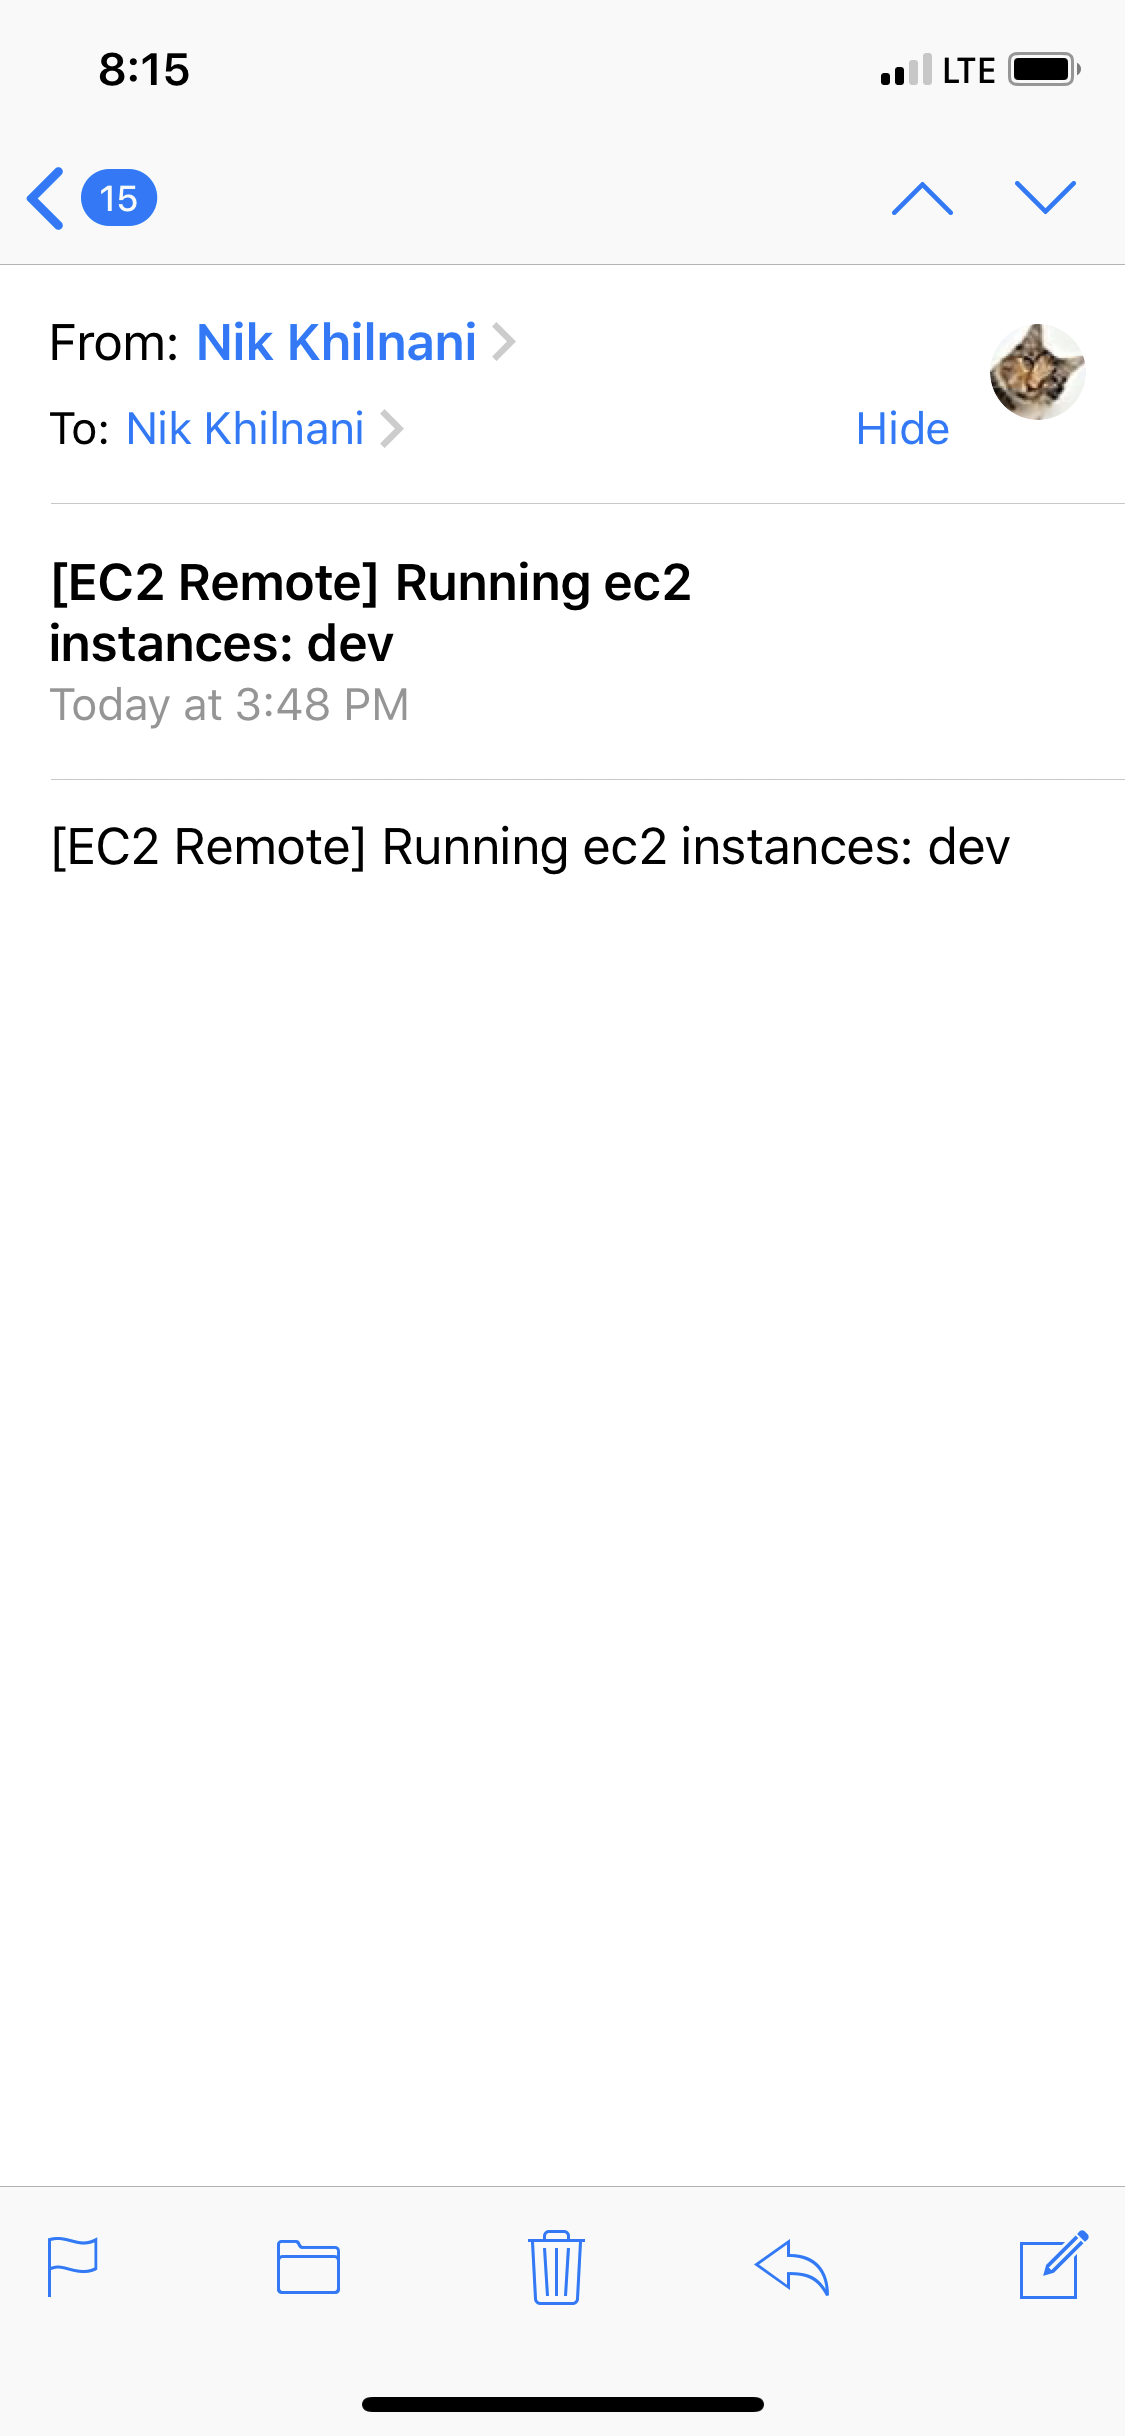 8:15 LTE
15
From: Nik Khilnani
To: Nik Khilnani Hide
[EC2 Remote] Running ec2
instances: dev
Today at 3:48 PM
[EC2 Remote] Running ec2 instances: dev